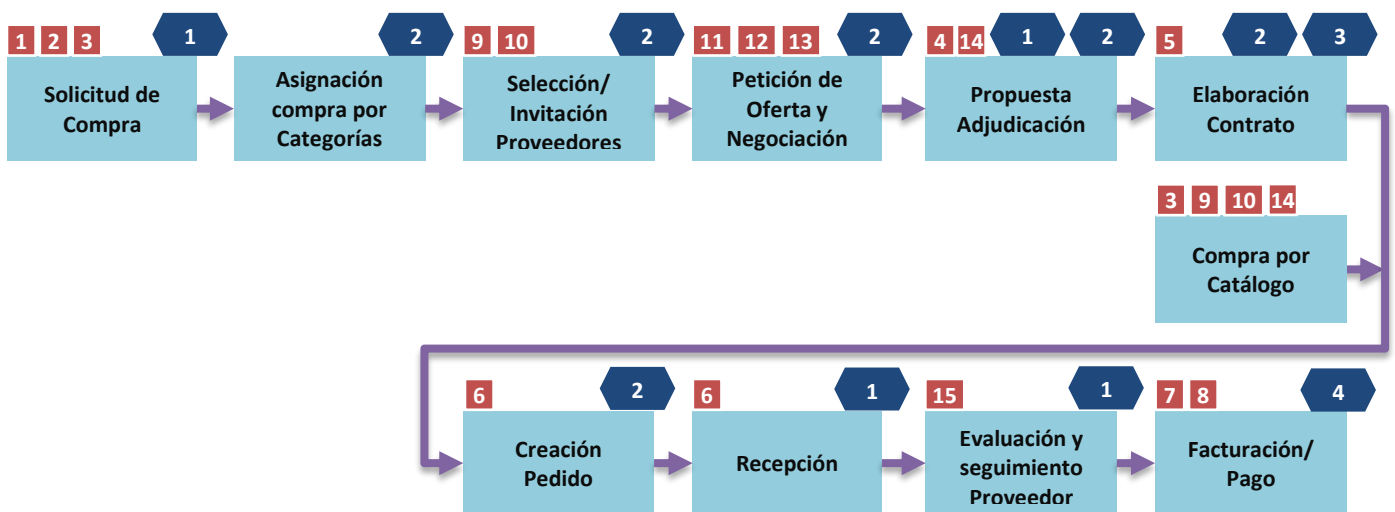 1 2 3 1
Solicitud de
Compra
2
Asignación
compra por
Categorías
9 10 2
Selección/
Invitación
Proveedores
11 12 13 2
Petición de
Oferta y
Negociación
4 14 1 2
Propuesta
Adjudicación
5 2 3
Elaboración
Contrato
3 9 10 14
Compra por
Catálogo
6 2
Creación
Pedido
6 1
Recepción
15 1
Evaluación y
seguimiento
Proveedor
7 8 4
Facturación/
Pago